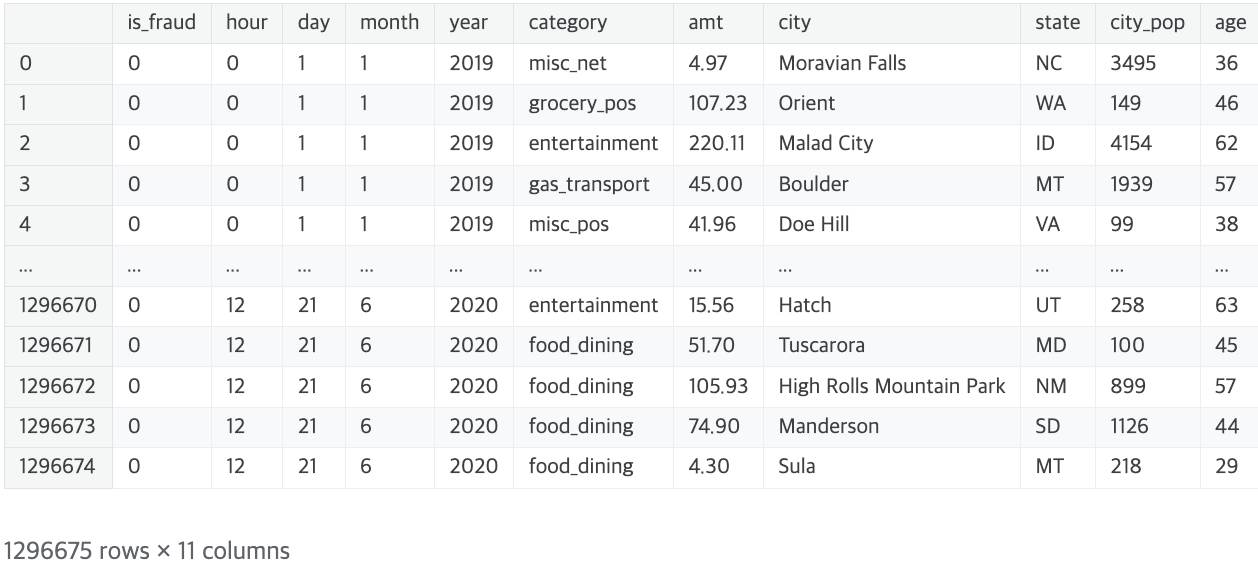 is_fraud hour day month year category amt city state city_pop age
0 0 0 1 1 2019 misc_net 4.97 Moravian Falls NC 3495 36
1 0 0 1 1 2019 grocery_pos 107.23 Orient WA 149 46
2 0 0 1 1 2019 entertainment 220.11 Malad City ID 4154 62
3 0 0 1 1 2019 gas_transport 45.00 Boulder MT 1939 57
4 0 0 1 1 2019 misc_pos 41.96 Doe Hill VA 99 38
... ... ... ... ... ... ... ... ... ... ... ...
1296670 0 12 21 6 2020 entertainment 15.56 Hatch UT 258 63
1296671 0 12 21 6 2020 food_dining 51.70 Tuscarora MD 100 45
1296672 0 12 21 6 2020 food_dining 105.93 High Rolls Mountain Park NM 899 57
1296673 0 12 21 6 2020 food_dining 74.90 Manderson SD 1126 44
1296674 0 12 21 6 2020 food_dining 4.30 Sula MT 218 29
1296675 rows × 11 columns